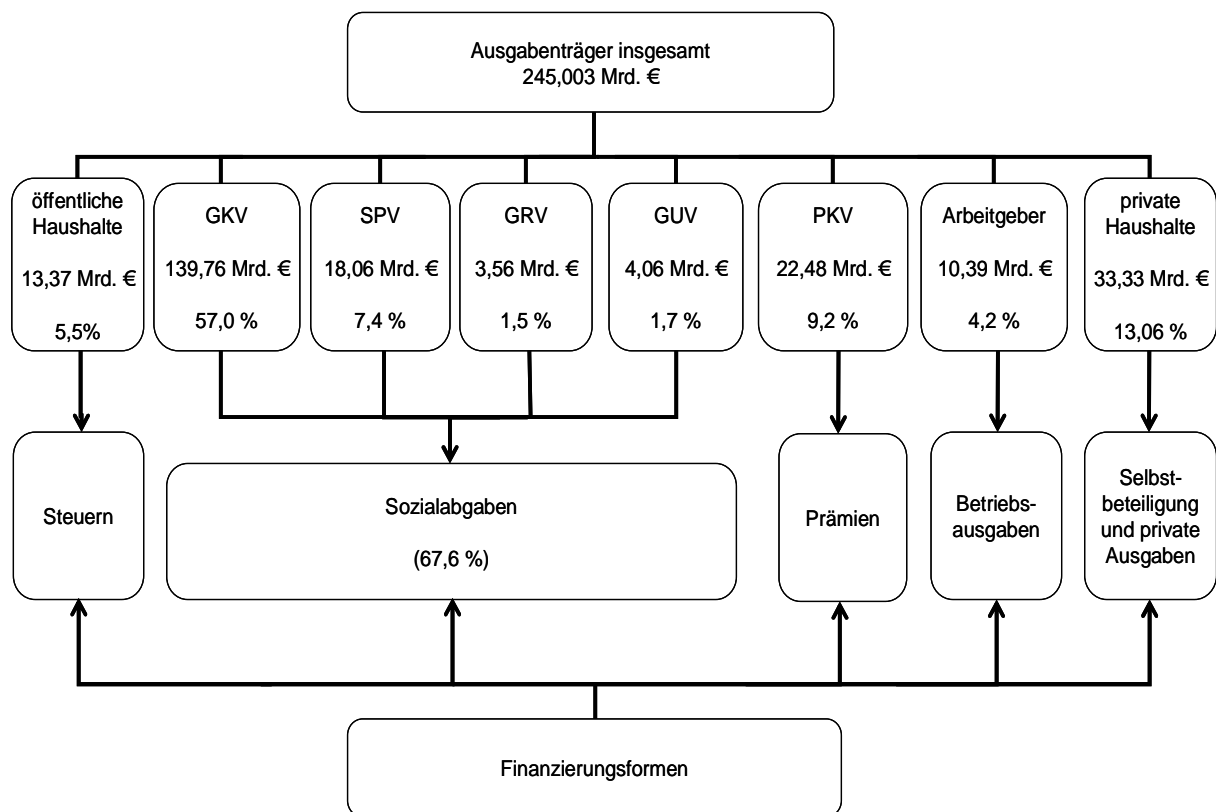 Ausgabenträger insgesamt
245,003 Mrd. €
öffentliche
Haushalte
13,37 Mrd. €
5,5%
GKV
139,76 Mrd. €
57,0 %
SPV
18,06 Mrd. €
7,4 %
GRV
3,56 Mrd. €
1,5 %
GUV
4,06 Mrd. €
1,7 %
PKV
22,48 Mrd. €
9,2 %
Arbeitgeber
10,39 Mrd. €
4,2 %
private
Haushalte
33,33 Mrd. €
13,06 %
Steuern
Sozialabgaben
(67,6 %)
Prämien
Betriebs-
ausgaben
Selbst-
beteiligung
und private
Ausgaben
Finanzierungsformen